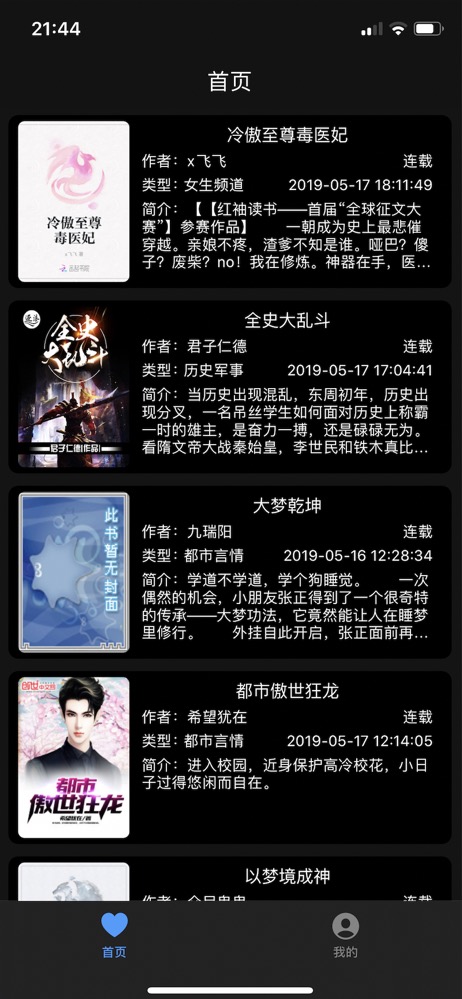 21:44
首页
冷傲至尊
毒医妃
x飞飞 著
冷傲至尊毒医妃
作者：x飞飞
连载
类型：女生频道
2019-05-17 18:11:49
简介：【【红袖读书——首届“全球征文大
赛”】参赛作品】 一朝成为史上最悲催
穿越。亲娘不疼，渣爹不知是谁。哑巴？傻
子？废柴？no！我在修炼。神器在手，医…
全史
大乱斗
君子仁德作品
全史大乱斗
作者：君子仁德
连载
类型：历史军事
2019-05-17 17:04:41
简介：当历史出现混乱，东周初年，历史出
现分叉，一名吊丝学生如何面对历史上称霸
一时的雄主，是奋力一搏，还是碌碌无为。
看隋文帝大战秦始皇，李世民和铁木真比…
此书暂无封面
大梦乾坤
作者：九瑞阳
连载
类型：都市言情
2019-05-16 12:28:34
简介：学道不学道，学个狗睡觉。 一次
偶然的机会，小朋友张正得到了一个很奇特
的传承——大梦功法，它竟然能让人在睡梦
里修行。 外挂自此开启，张正面前再…
都市
傲世狂龙
希望犹在/著
都市傲世狂龙
作者：希望犹在
连载
类型：都市言情
2019-05-17 12:14:05
简介：进入校园，近身保护高冷校花，小日
子过得悠闲而自在。
以梦境成神
首页
我的